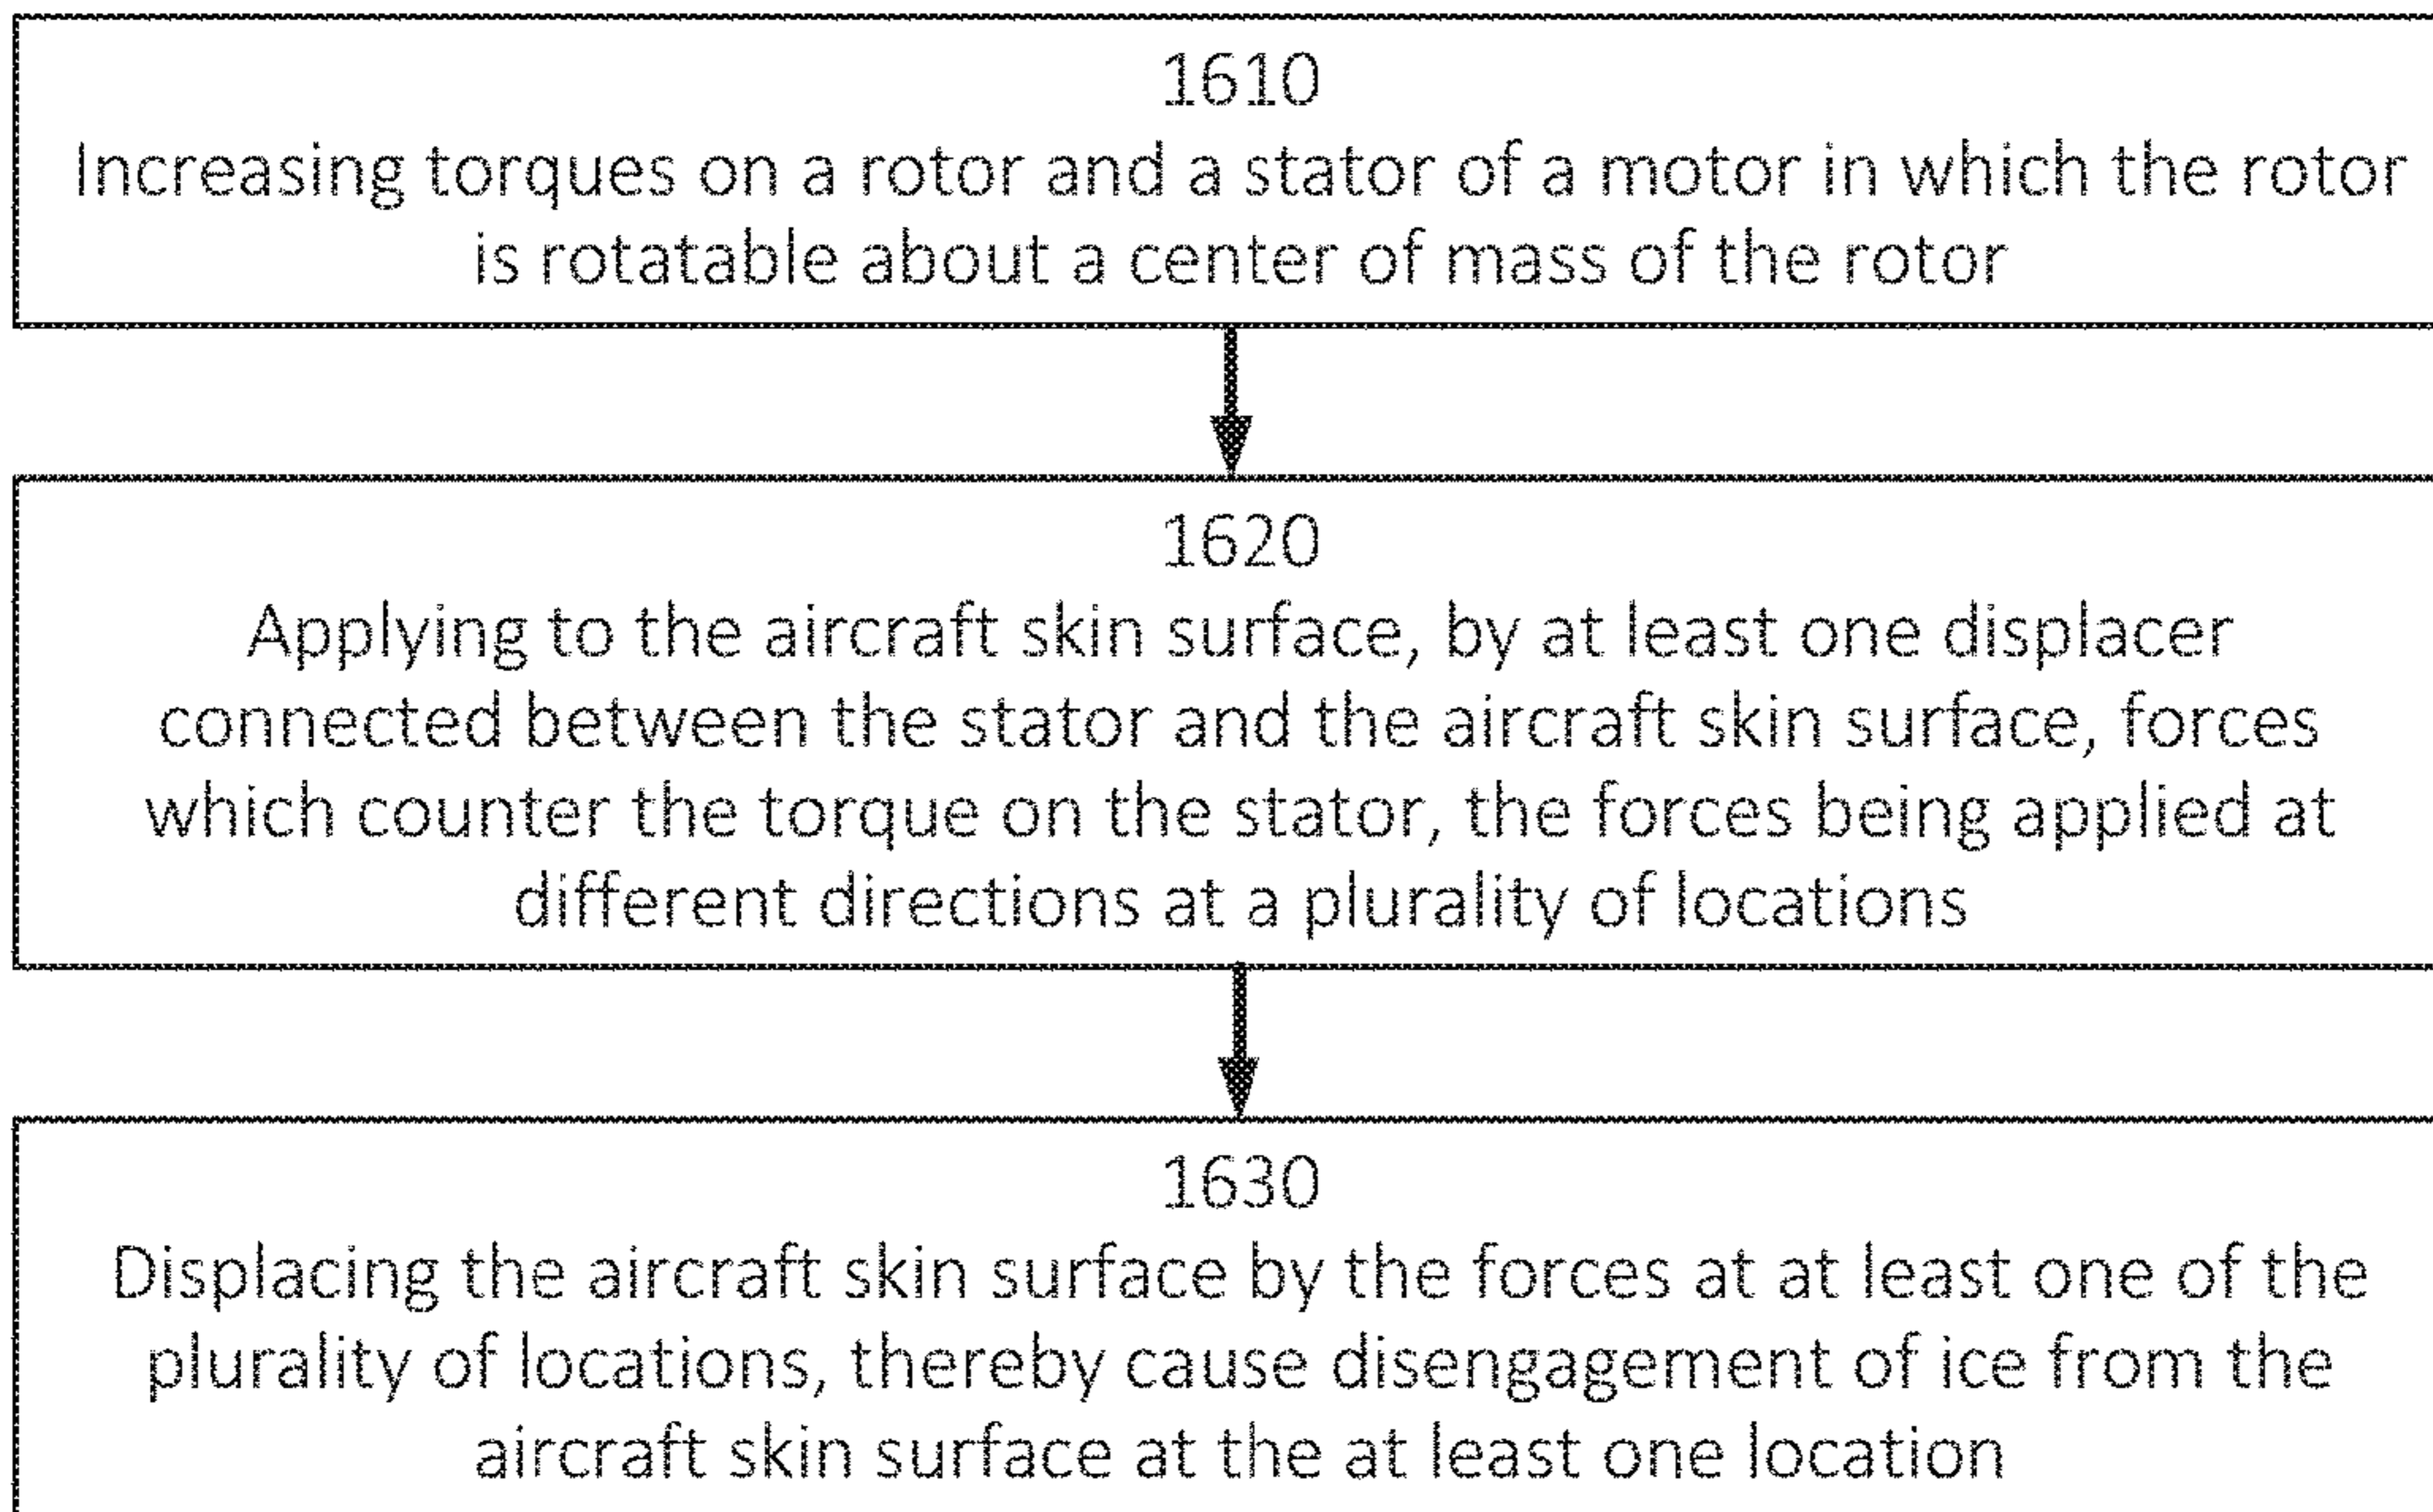 1610
Increasing torques on a rotor and a stator of a motor in which the rotor
is rotatable about a center of mass of the rotor
1620
Applying to the aircraft skin surface, by at least one displacer
connected between the stator and the aircraft skin surface, forces
which counter the torque on the stator, the forces being applied at
different directions at a plurality of locations
1630
Displacing the aircraft skin surface by the forces at at least one of the
plurality of locations, thereby cause disengagement of ice from the
aircraft skin surface at the at least one location